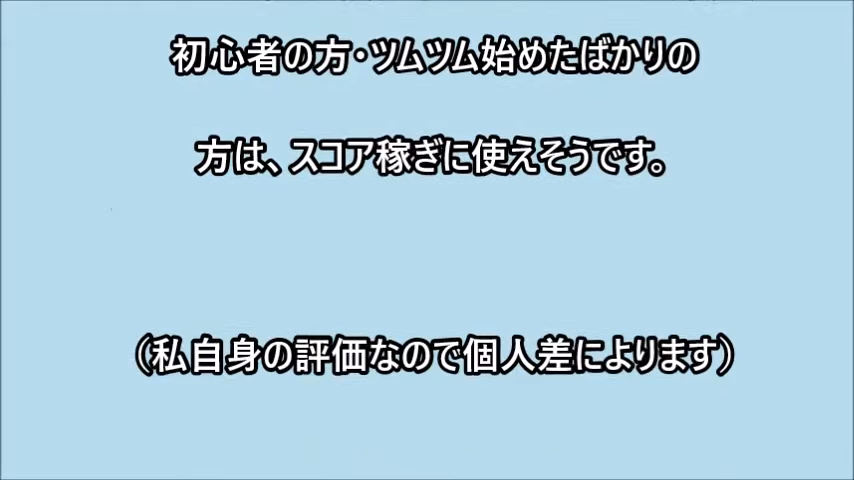 初心者の方・ツムツム始めたばかりの
方は、スコア稼ぎに使えそうです。
（私自身の評価なので個人差によります）